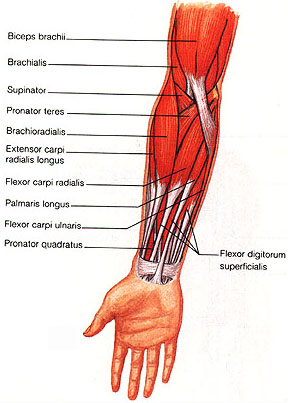 Biceps brachii
Brachialis
Supinator
Pronator teres
Brachioradialis
Extensor carpi
radialis longus
Flexor carpi radialis
Palmaris longus
Flexor carpi ulnaris
Pronator quadratus
Flexor digitorum
superficialis